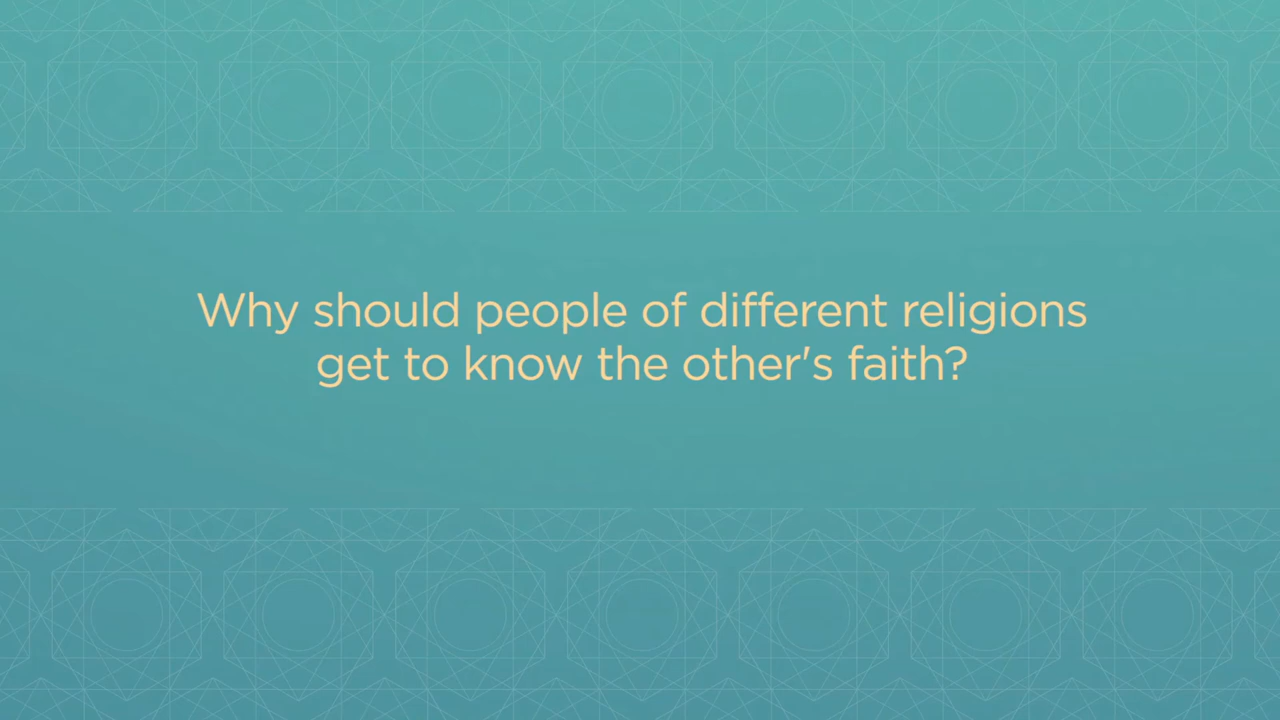 Why should people of different religions
get to know the other's faith?